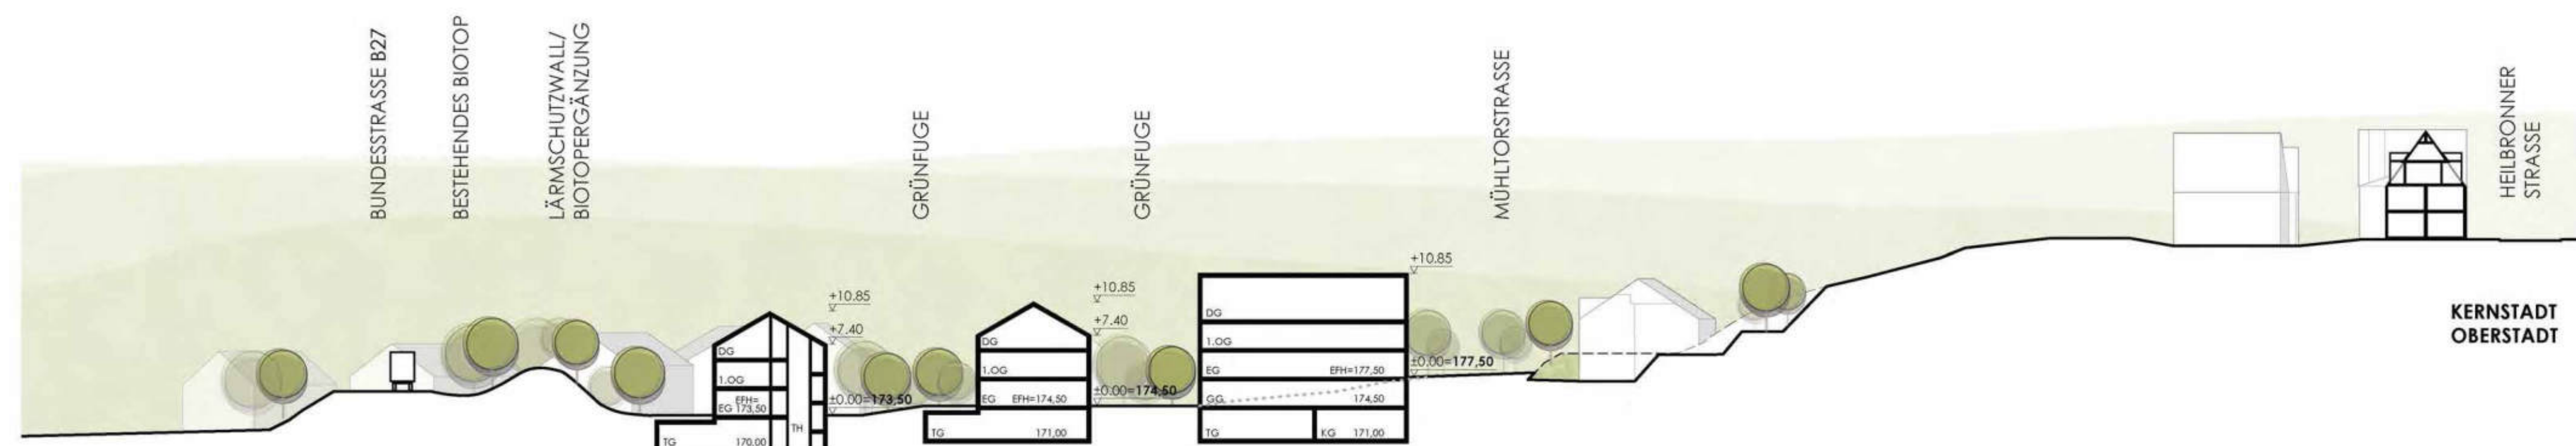 BUNDESSTRASSE B27
BESTEHENDES BIOTOP
LÄRMSCHUTZWALL/
BIOTOPERGÄNZUNG
GRÜNFUGE
GRÜNFUGE
MÜHLTORSTRASSE
HEILBRONNER
STRASSE
KERNSTADT
OBERSTADT
DG
1.OG
EFH=
EG 173,50
TG 170,00
TH
+10.85
+7.40
±0.00=173,50
DG
1.OG
EG EFH=174,50
TG 171,00
+10.85
+7.40
±0.00=174,50
DG
1.OG
EG EFH=177,50
GG 174,50
TG KG 171,00
+10.85
±0.00=177,50